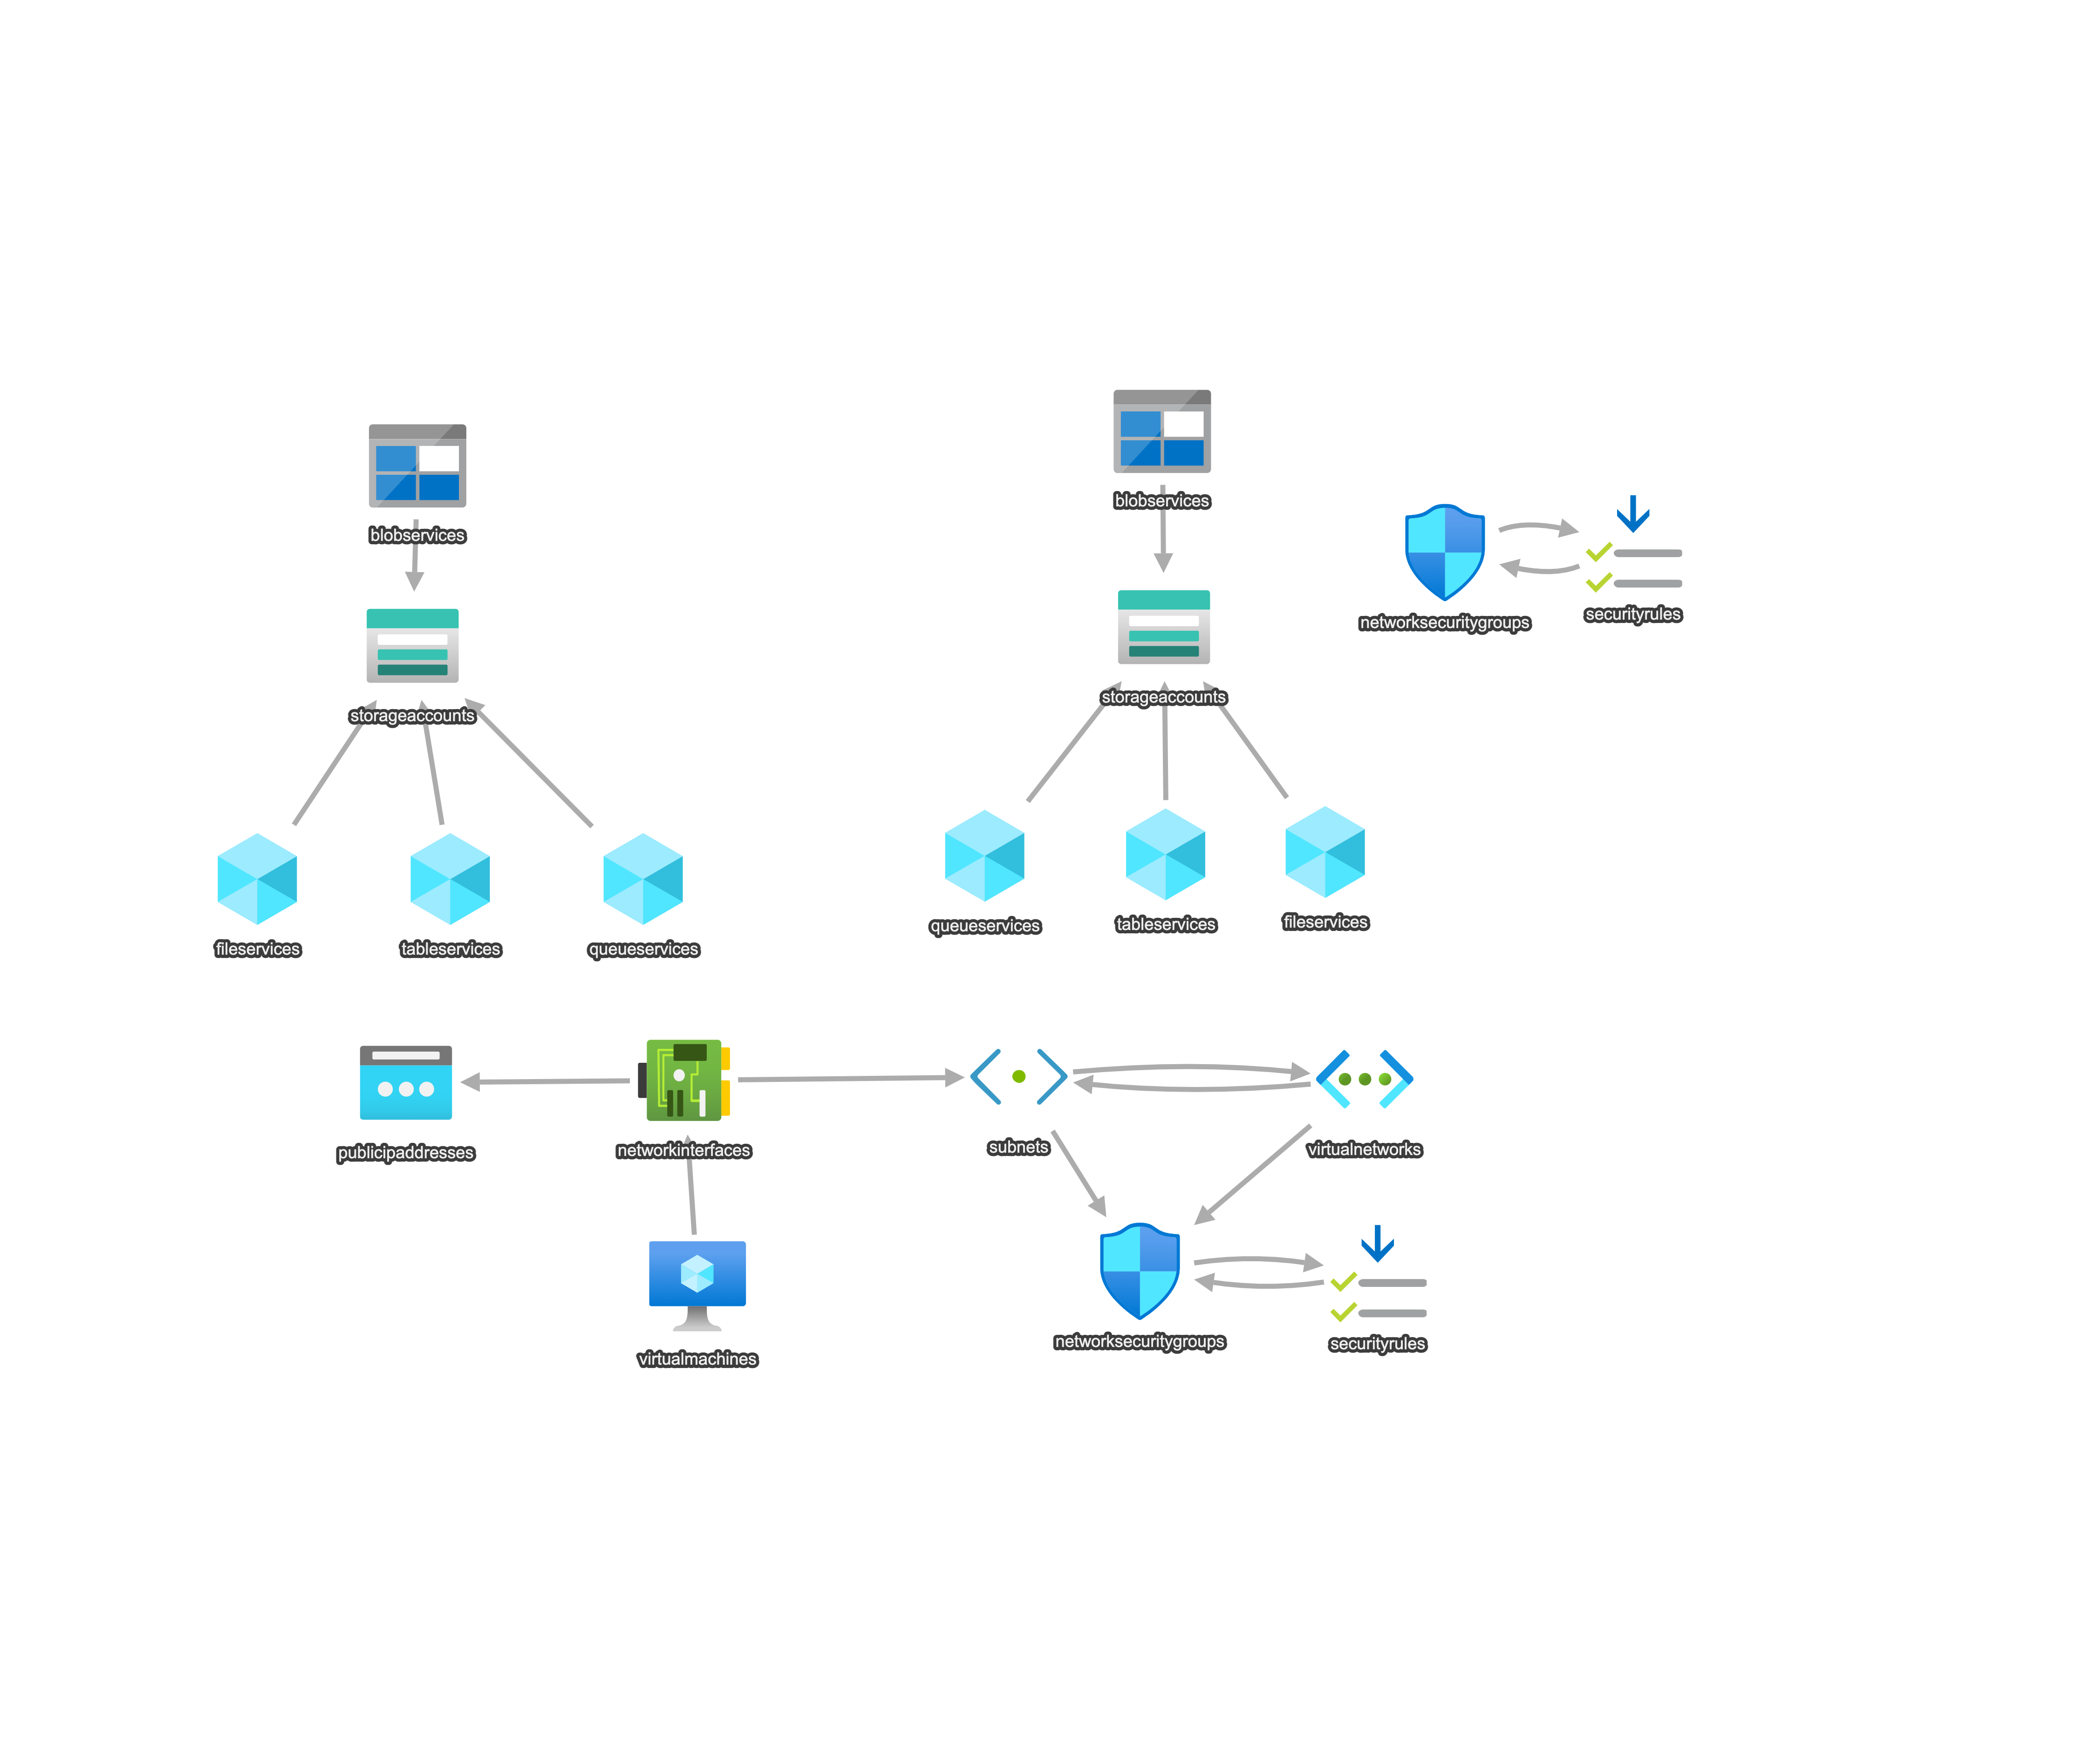 blobservices
blobservices
networksecuritygroups
securityrules
storageaccounts
storageaccounts
fileservices
tableservices
queueservices
queueservices
tableservices
fileservices
publicipaddresses
networkinterfaces
subnets
virtualnetworks
virtualmachines
networksecuritygroups
securityrules